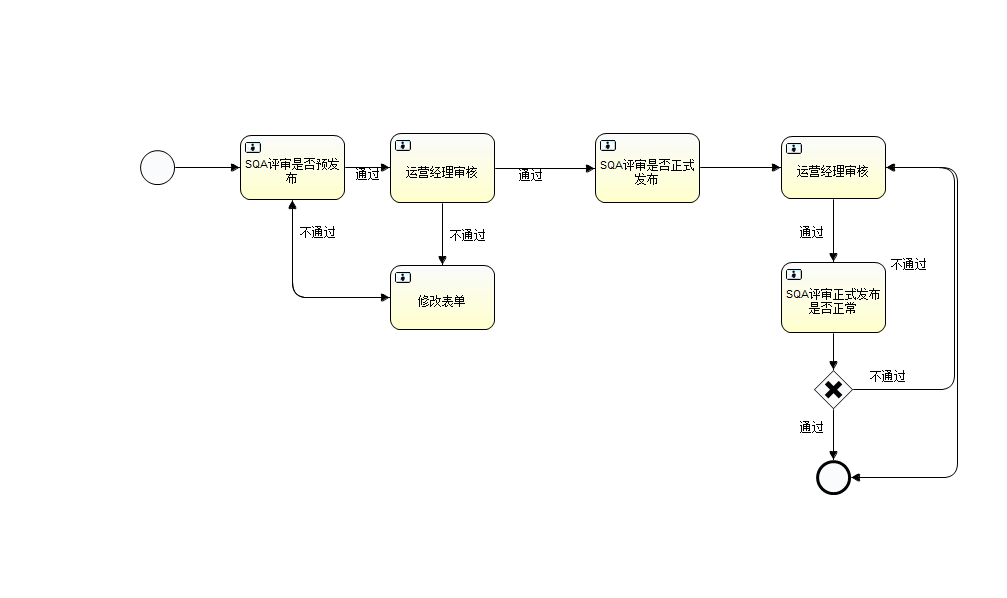 SQA评审是否预发
布
通过
运营经理审核
通过
SQA评审是否正式
发布
运营经理审核
不通过
不通过
修改表单
通过
不通过
SQA评审正式发布
是否正常
不通过
通过